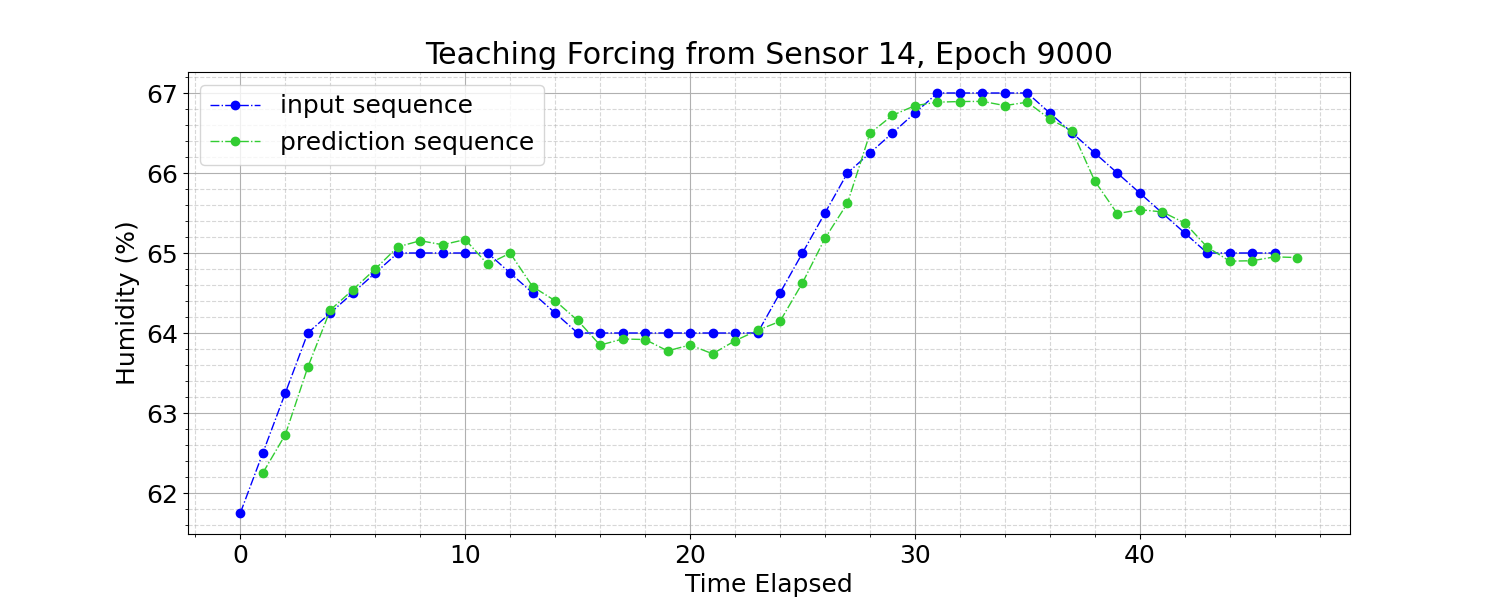 Teaching Forcing from Sensor 14, Epoch 9000
input sequence
prediction sequence
Humidity (%)
67
66
65
64
63
62
0 10 20 30 40
Time Elapsed